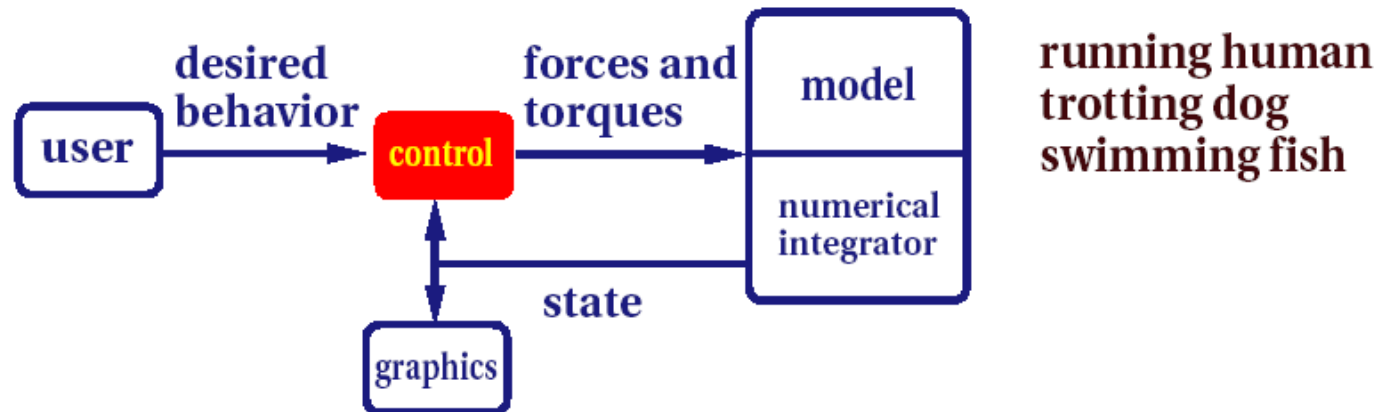 user
desired
behavior
control
forces and
torques
model
numerical
integrator
state
graphics
running human
trotting dog
swimming fish